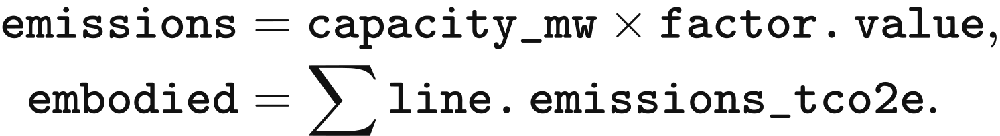 emissions = capacity_mw × factor.value,
embodied = ∑ line.emissions_tco2e.